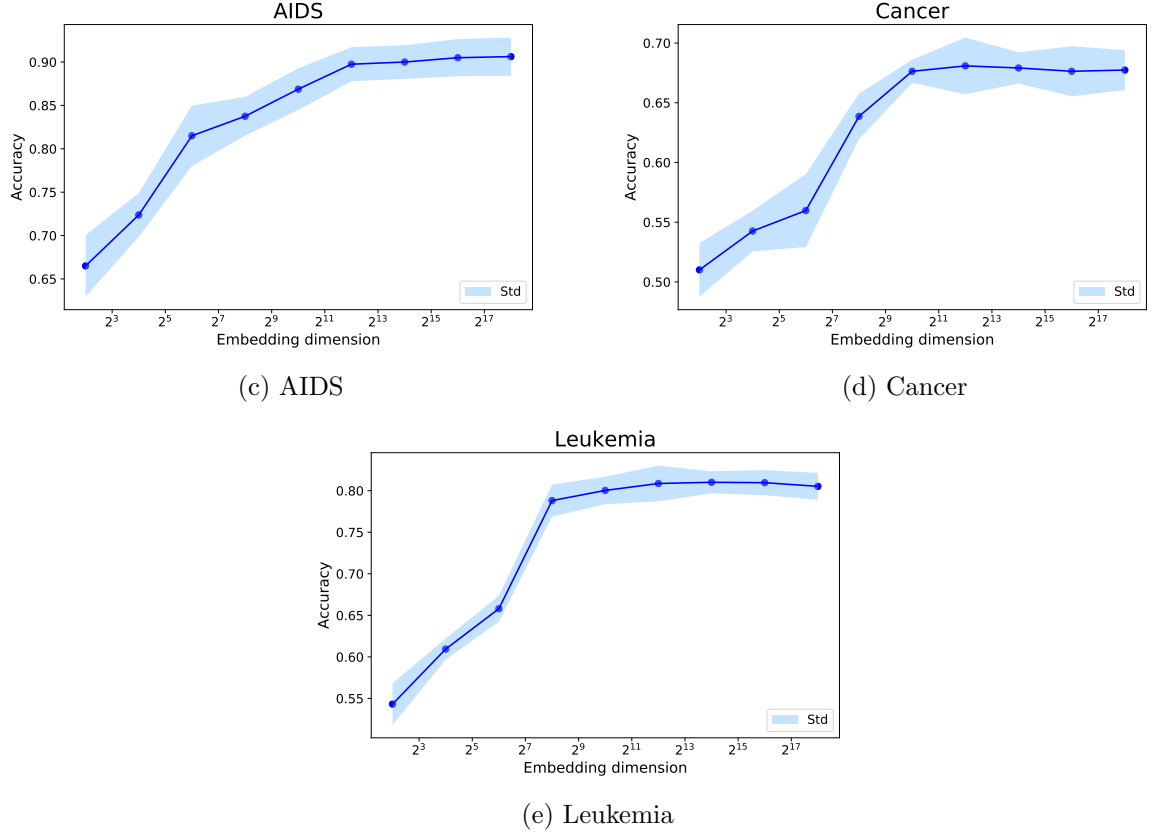 AIDS
Accuracy
0.90
0.85
0.80
0.75
0.70
0.65
Std
2^3 2^5 2^7 2^9 2^11 2^13 2^15 2^17
Embedding dimension
(c) AIDS
Cancer
Accuracy
0.70
0.65
0.60
0.55
0.50
Std
2^3 2^5 2^7 2^9 2^11 2^13 2^15 2^17
Embedding dimension
(d) Cancer
Leukemia
Accuracy
0.80
0.75
0.70
0.65
0.60
0.55
Std
2^3 2^5 2^7 2^9 2^11 2^13 2^15 2^17
Embedding dimension
(e) Leukemia